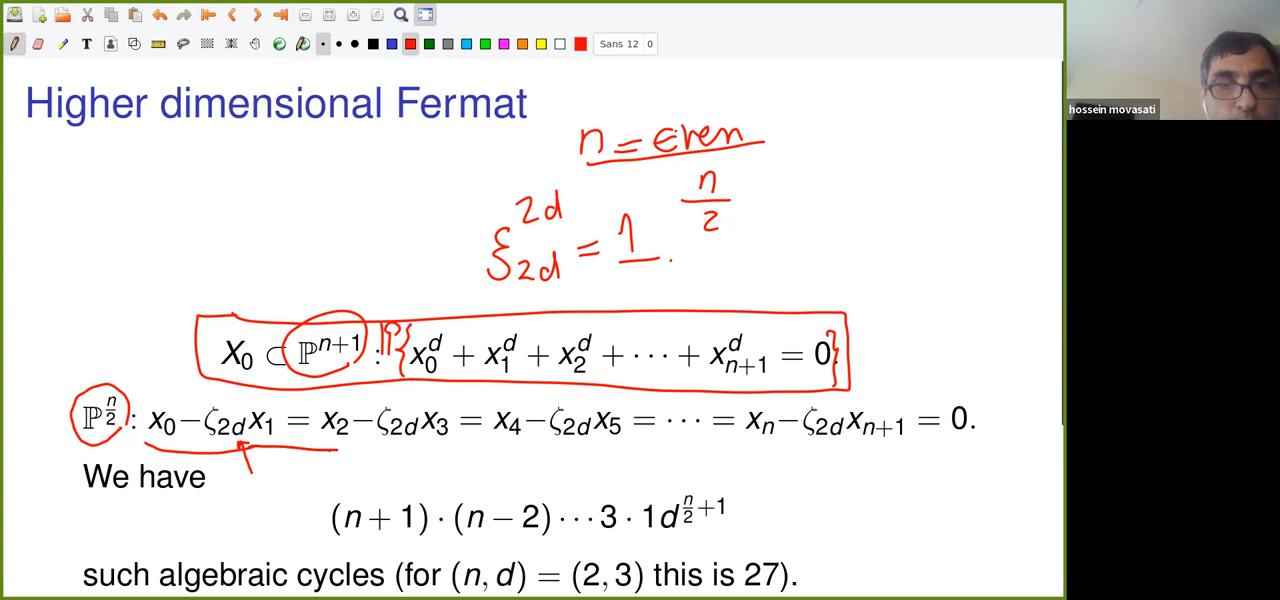 Sans 12 0
hossein movasati
Higher dimensional Fermat
n = even
n/2
ζ_{2d}^{2d} = 1.
X_0 ⊂ ℙ^{n+1} : ℙ{x_0^d + x_1^d + x_2^d + ⋯ + x_{n+1}^d = 0}
ℙ^{n/2} : x_0−ζ_{2d}x_1 = x_2−ζ_{2d}x_3 = x_4−ζ_{2d}x_5 = ⋯ = x_n−ζ_{2d}x_{n+1} = 0.
We have
(n + 1) · (n − 2) ⋯ 3 · 1d^{n/2+1}
such algebraic cycles (for (n, d) = (2, 3) this is 27).